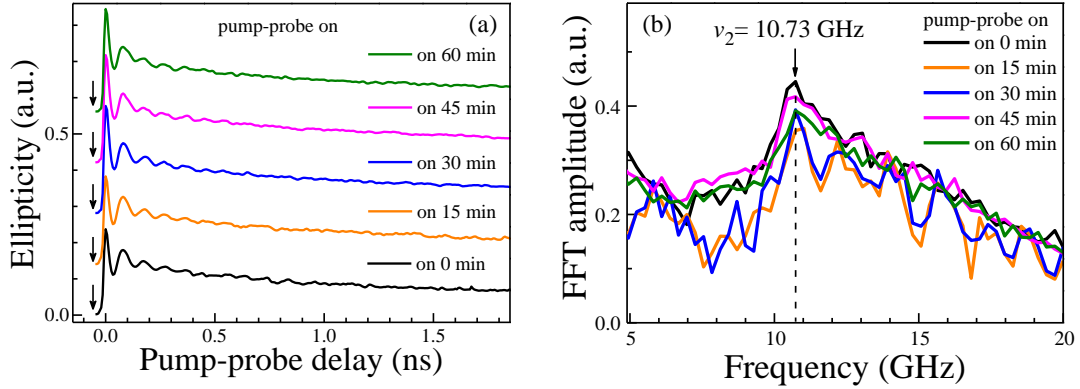 pump-probe on
(a)
on 60 min
on 45 min
on 30 min
on 15 min
on 0 min
0.5
0.0
Ellipticity (a.u.)
0.0
0.5
1.0
1.5
Pump-probe delay (ns)
(b)
ν2= 10.73 GHz
pump-probe on
on 0 min
on 15 min
on 30 min
on 45 min
on 60 min
0.4
0.2
0.0
FFT amplitude (a.u.)
5
10
15
20
Frequency (GHz)